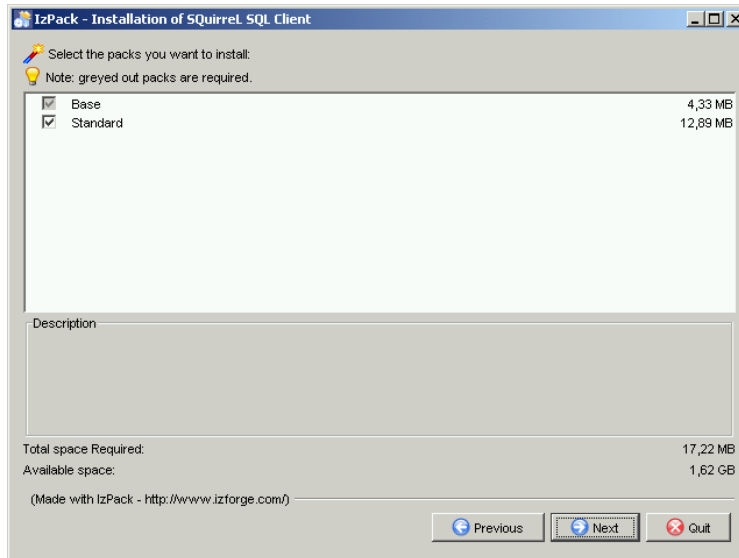 IzPack - Installation of SQuirreL SQL Client
Select the packs you want to install:
Note: greyed out packs are required.
Base 4,33 MB
Standard 12,89 MB
Description
Total space Required: 17,22 MB
Available space: 1,62 GB
(Made with IzPack - http://www.izforge.com/)
Previous Next Quit